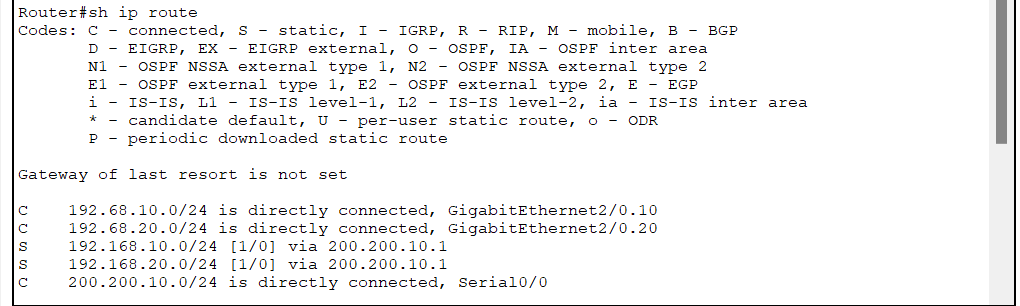 Router#sh ip route
Codes: C - connected, S - static, I - IGRP, R - RIP, M - mobile, B - BGP
       D - EIGRP, EX - EIGRP external, O - OSPF, IA - OSPF inter area
       N1 - OSPF NSSA external type 1, N2 - OSPF NSSA external type 2
       E1 - OSPF external type 1, E2 - OSPF external type 2, E - EGP
       i - IS-IS, L1 - IS-IS level-1, L2 - IS-IS level-2, ia - IS-IS inter area
       * - candidate default, U - per-user static route, o - ODR
       P - periodic downloaded static route

Gateway of last resort is not set

C    192.68.10.0/24 is directly connected, GigabitEthernet2/0.10
C    192.68.20.0/24 is directly connected, GigabitEthernet2/0.20
S    192.168.10.0/24 [1/0] via 200.200.10.1
S    192.168.20.0/24 [1/0] via 200.200.10.1
C    200.200.10.0/24 is directly connected, Serial0/0